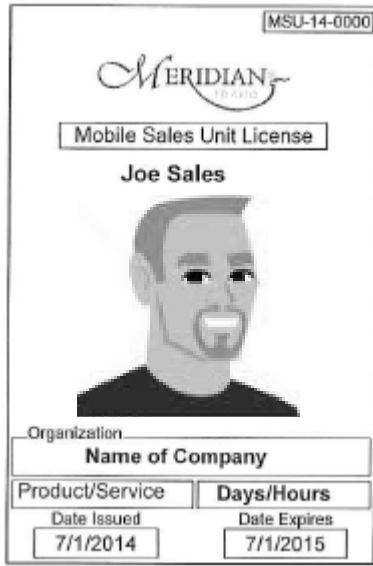 MSU-14-0000
MERIDIAN
IDAHO
Mobile Sales Unit License
Joe Sales
Organization
Name of Company
Product/Service Days/Hours
Date Issued Date Expires
7/1/2014 7/1/2015